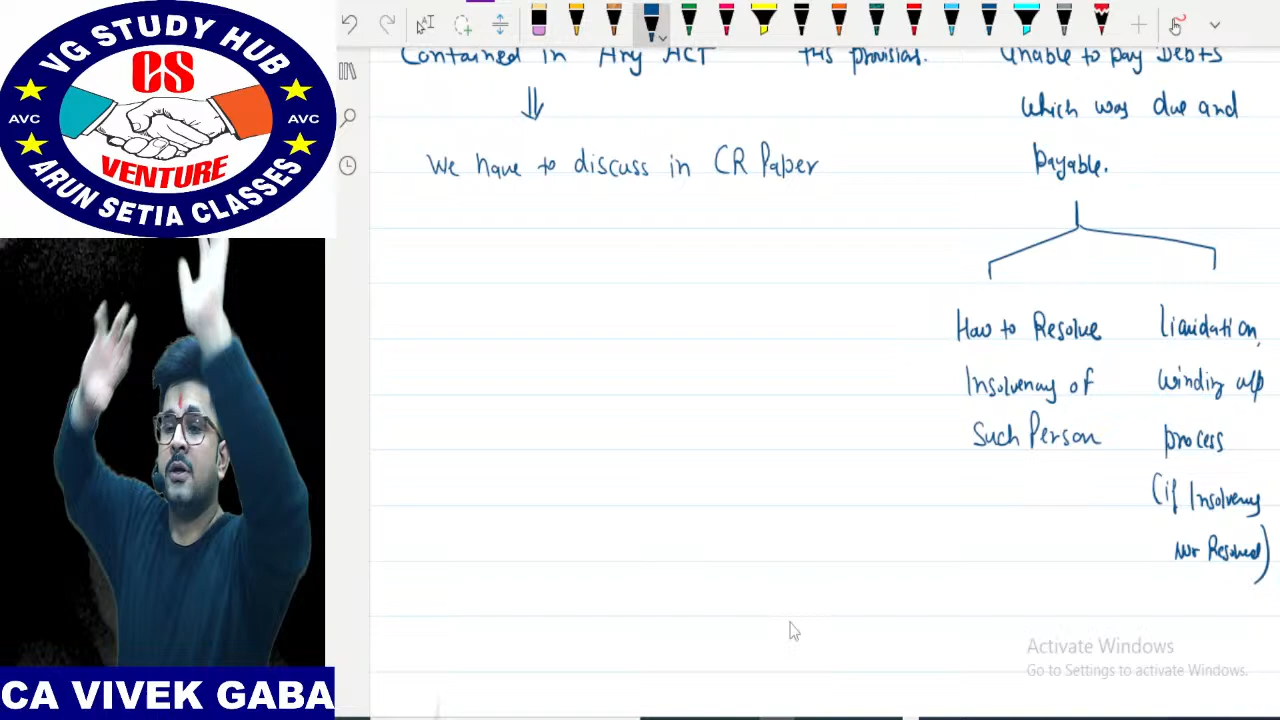 VG STUDY HUB
CS
AVC
AVC
VENTURE
ARUN SETIA CLASSES
Contained in Any ACT
its provisions.
Unable to pay Debts
which was due and
payable.
We have to discuss in CR Paper
How to Resolve
Insolvency of
Such Person
Liquidation,
winding up
process
(if Insolvency
not Resolved)
Activate Windows
Go to Settings to activate Windows.
CA VIVEK GABA